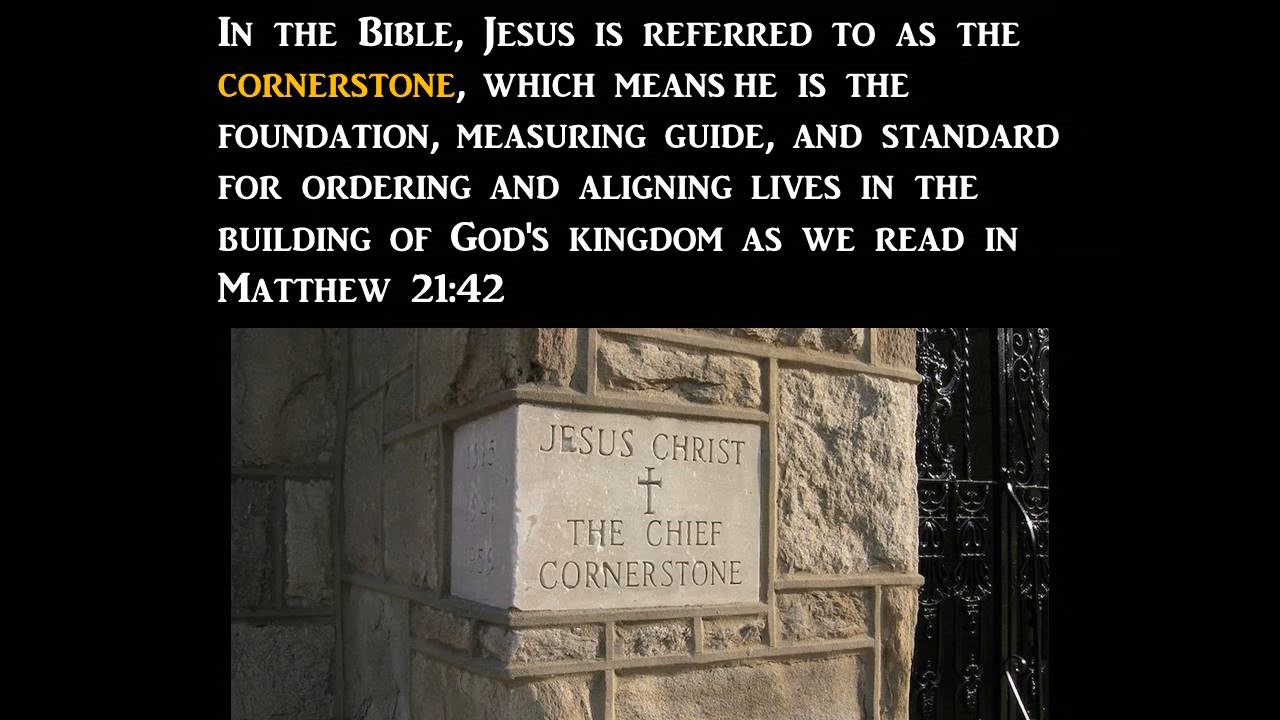 In the Bible, Jesus is referred to as the
cornerstone, which means he is the
foundation, measuring guide, and standard
for ordering and aligning lives in the
building of God's kingdom as we read in
Matthew 21:42
JESUS CHRIST
THE CHIEF
CORNERSTONE